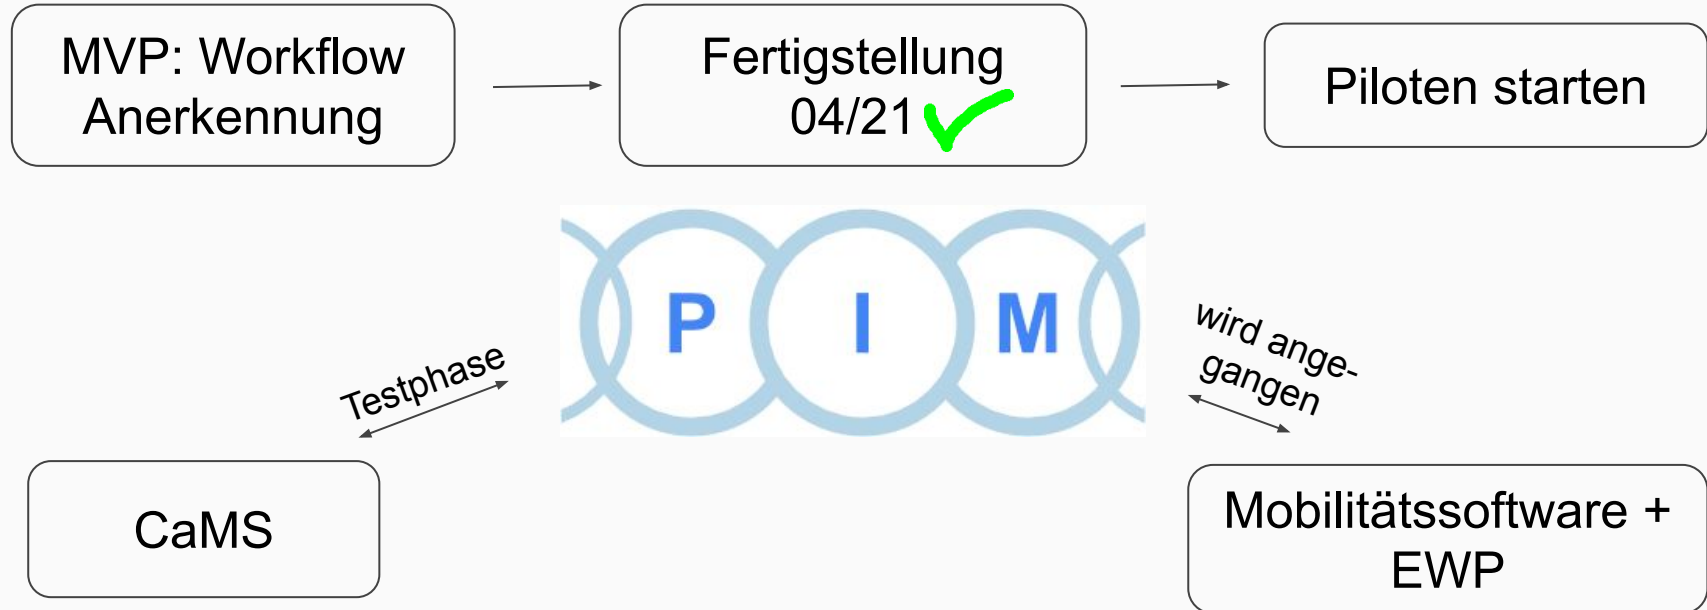 MVP: Workflow
Anerkennung
Fertigstellung
04/21
Piloten starten
P I M
Testphase
wird ange-
gangen
CaMS
Mobilitätssoftware +
EWP